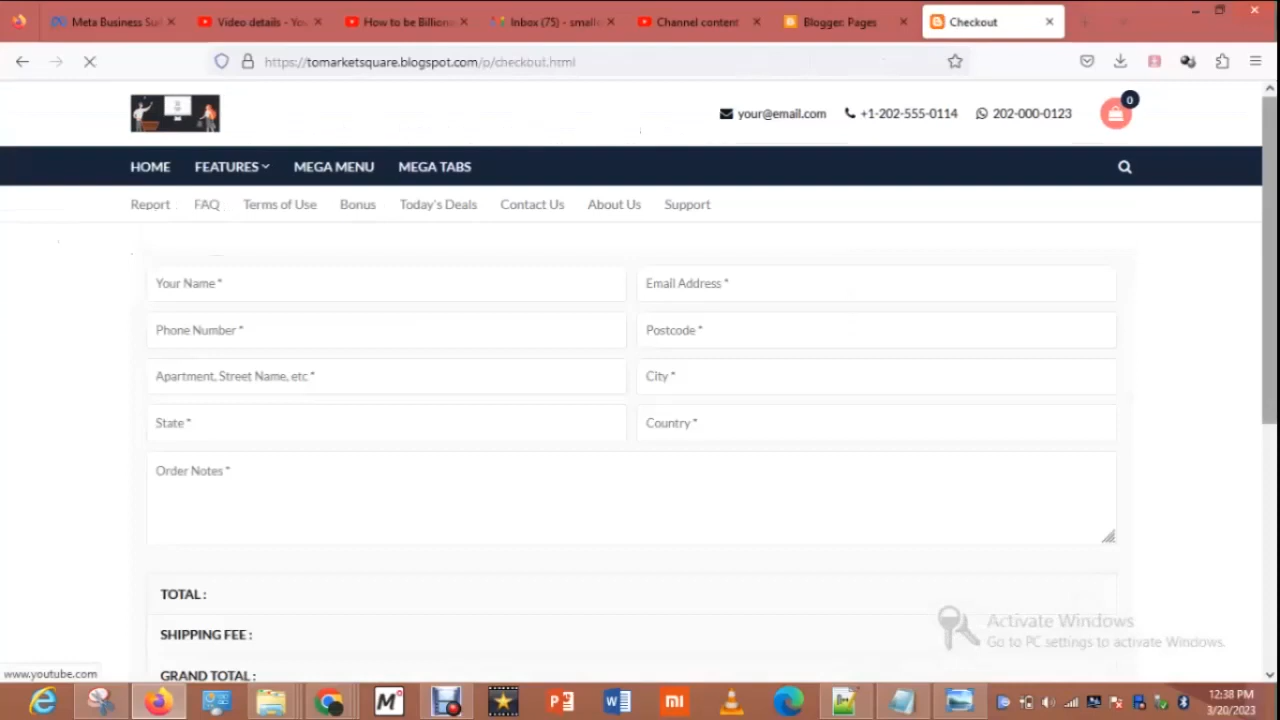 Meta Business Sui
Video details - You
How to be Billiona
Inbox (75) - smalle
Channel content
Blogger: Pages
Checkout
https://tomarketsquare.blogspot.com/p/checkout.html
your@email.com
+1-202-555-0114
202-000-0123
0
HOME
FEATURES
MEGA MENU
MEGA TABS
Report
FAQ
Terms of Use
Bonus
Today's Deals
Contact Us
About Us
Support
Your Name *
Email Address *
Phone Number *
Postcode *
Apartment, Street Name, etc *
City *
State *
Country *
Order Notes *
TOTAL :
SHIPPING FEE :
GRAND TOTAL :
Activate Windows
Go to PC settings to activate Windows.
www.youtube.com
12:38 PM
3/20/2023